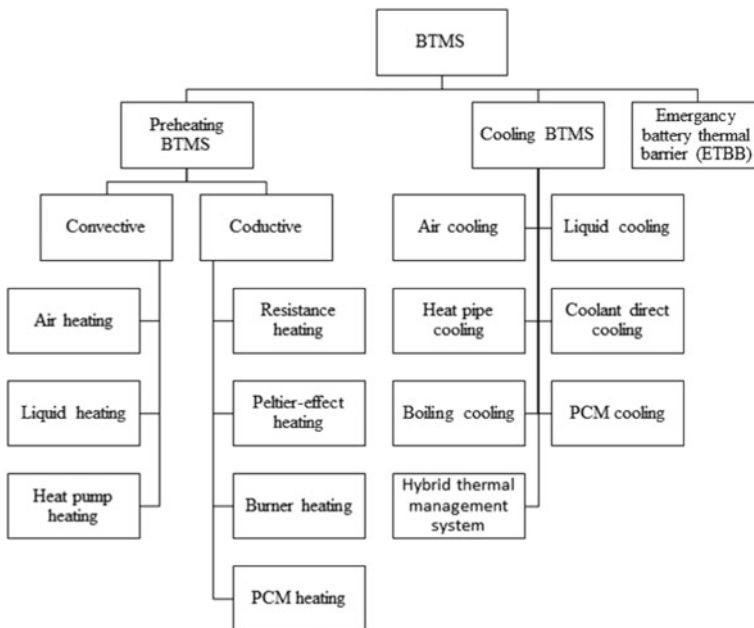 BTMS
Preheating
BTMS
Cooling BTMS
Emergancy
battery thermal
barrier (ETBB)
Convective
Coductive
Air cooling
Liquid cooling
Air heating
Resistance
heating
Heat pipe
cooling
Coolant direct
cooling
Liquid heating
Peltier-effect
heating
Boiling cooling
PCM cooling
Heat pump
heating
Burner heating
Hybrid thermal
management
system
PCM heating